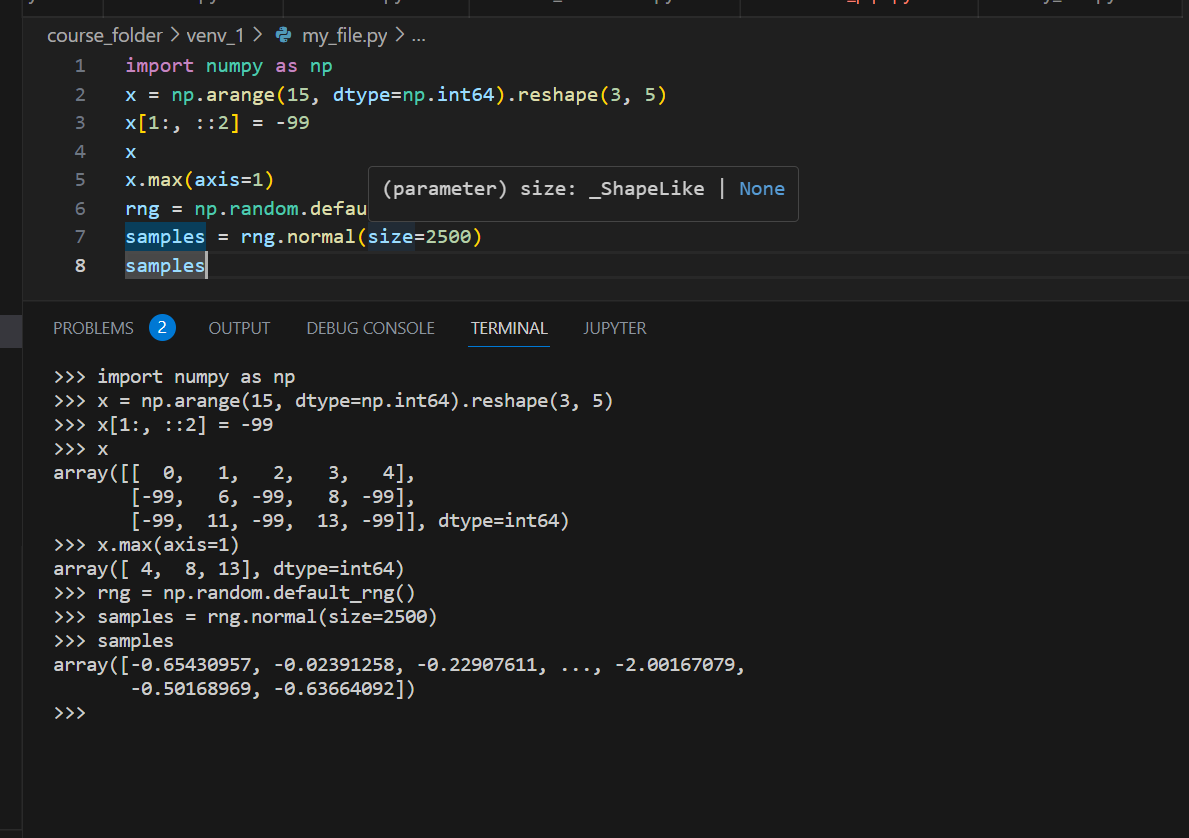 course_folder > venv_1 > my_file.py > ...
1 import numpy as np
2 x = np.arange(15, dtype=np.int64).reshape(3, 5)
3 x[1:, ::2] = -99
4 x
5 x.max(axis=1)
(parameter) size: _ShapeLike | None
6 rng = np.random.defau
7 samples = rng.normal(size=2500)
8 samples
PROBLEMS 2 OUTPUT DEBUG CONSOLE TERMINAL JUPYTER
>>> import numpy as np
>>> x = np.arange(15, dtype=np.int64).reshape(3, 5)
>>> x[1:, ::2] = -99
>>> x
array([[  0,   1,   2,   3,   4],
       [-99,   6, -99,   8, -99],
       [-99,  11, -99,  13, -99]], dtype=int64)
>>> x.max(axis=1)
array([ 4,  8, 13], dtype=int64)
>>> rng = np.random.default_rng()
>>> samples = rng.normal(size=2500)
>>> samples
array([-0.65430957, -0.02391258, -0.22907611, ..., -2.00167079,
       -0.50168969, -0.63664092])
>>>